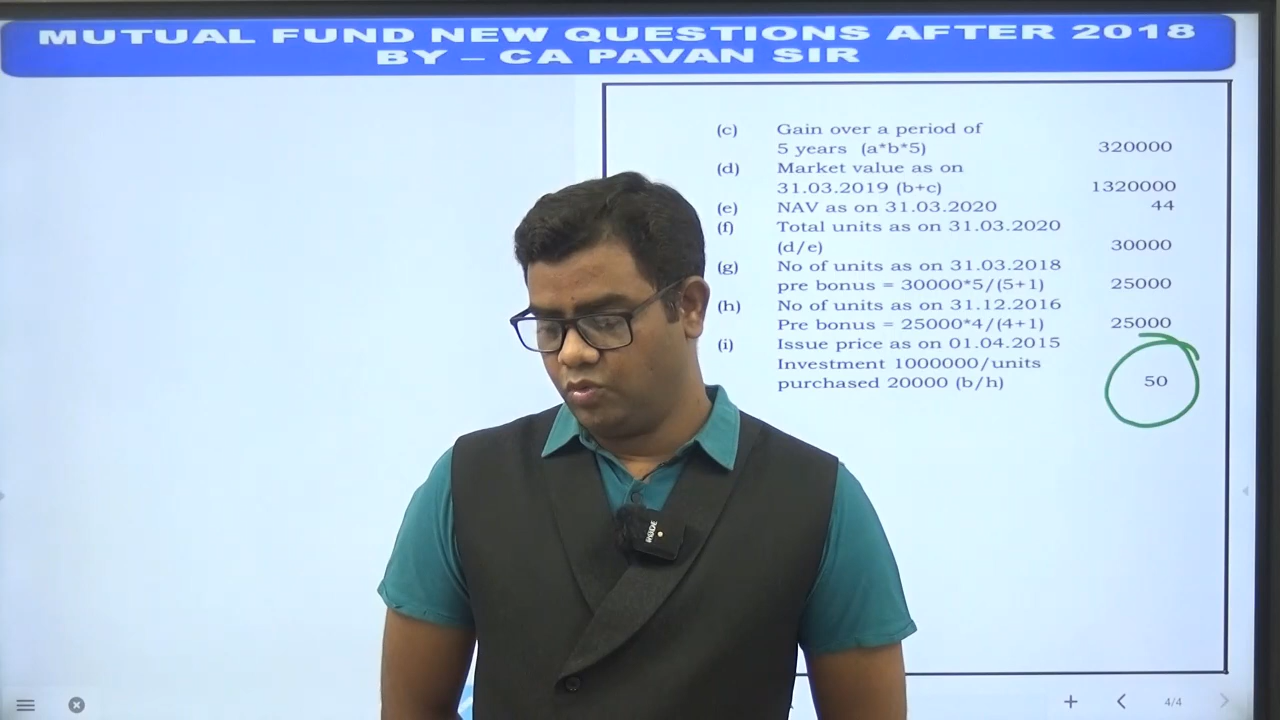 MUTUAL FUND NEW QUESTIONS AFTER 2018
BY – CA PAVAN SIR
(c) Gain over a period of
5 years (a*b*5) 320000
(d) Market value as on
31.03.2019 (b+c) 1320000
(e) NAV as on 31.03.2020 44
(f) Total units as on 31.03.2020
(d/e) 30000
(g) No of units as on 31.03.2018
pre bonus = 30000*5/(5+1) 25000
(h) No of units as on 31.12.2016
Pre bonus = 25000*4/(4+1) 25000
(i) Issue price as on 01.04.2015
Investment 1000000/units
purchased 20000 (b/h) 50
4/4